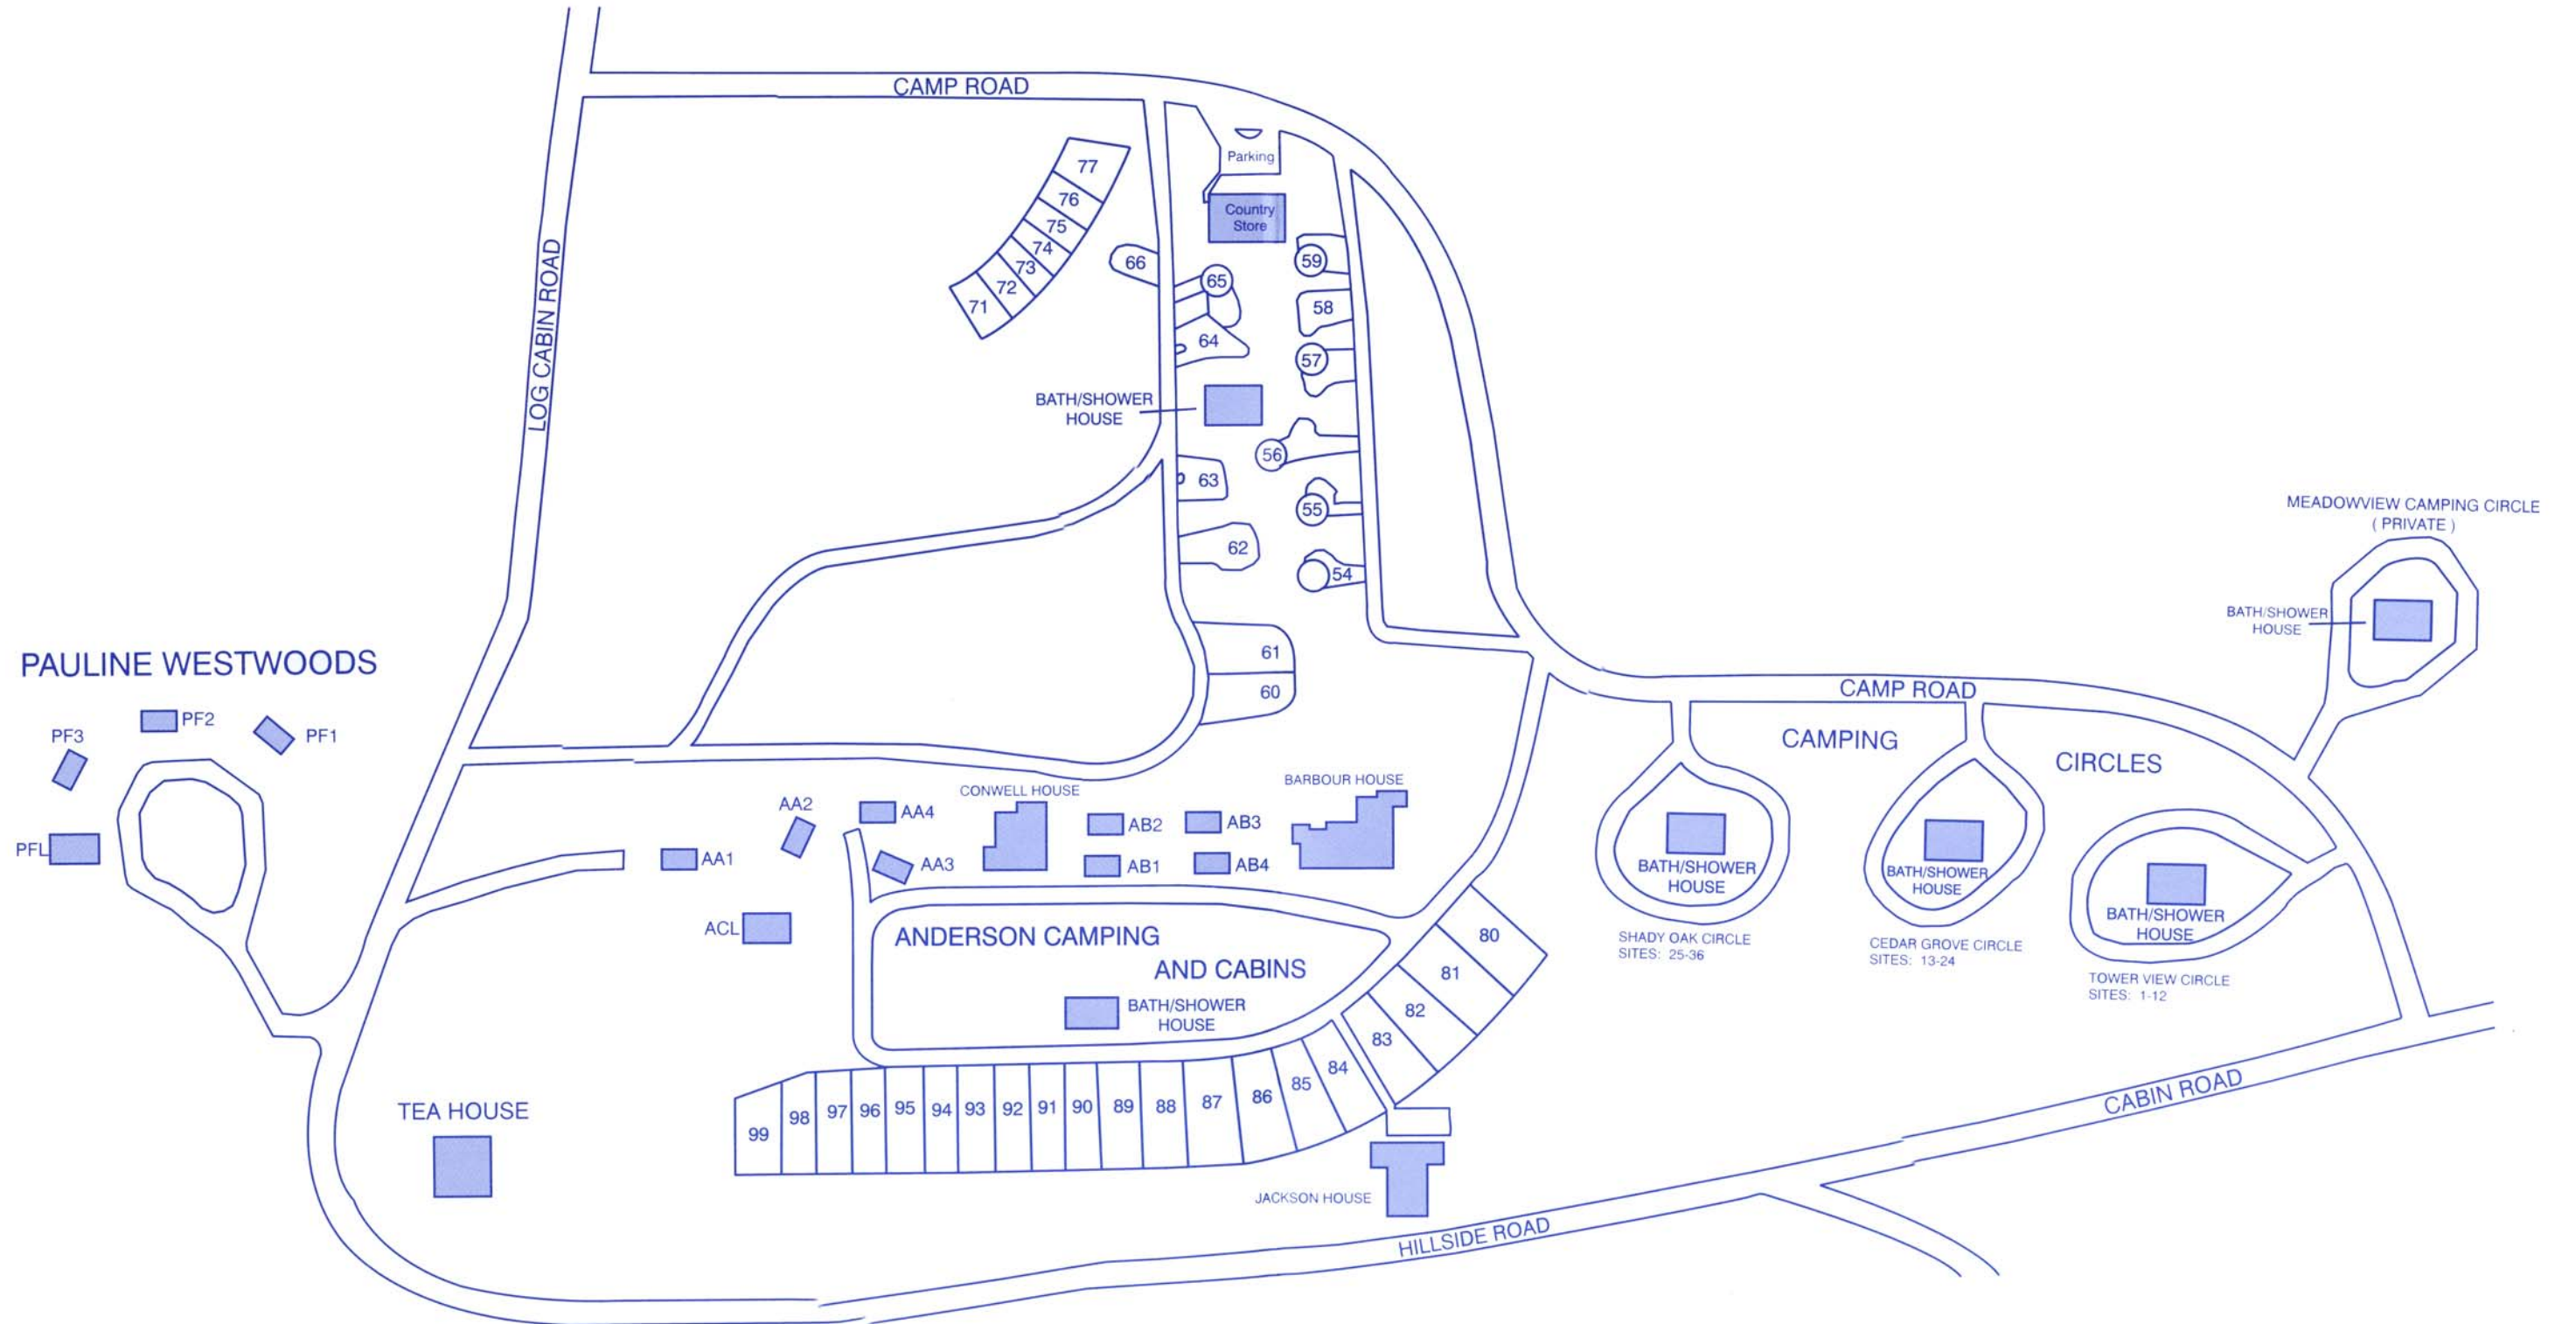 CAMP ROAD
LOG CABIN ROAD
77
76
75
74
73
72
71
Parking
Country
Store
66
65
64
59
58
57
BATH/SHOWER
HOUSE
56
63
55
62
54
61
60
MEADOWVIEW CAMPING CIRCLE
( PRIVATE )
BATH/SHOWER
HOUSE
PAULINE WESTWOODS
PF3
PF2
PF1
PFL
CAMP ROAD
CAMPING
CIRCLES
AA2
AA4
AA1
AA3
ACL
CONWELL HOUSE
AB2
AB3
AB1
AB4
BARBOUR HOUSE
ANDERSON CAMPING
AND CABINS
BATH/SHOWER
HOUSE
BATH/SHOWER
HOUSE
SHADY OAK CIRCLE
SITES: 25-36
BATH/SHOWER
HOUSE
CEDAR GROVE CIRCLE
SITES: 13-24
BATH/SHOWER
HOUSE
TOWER VIEW CIRCLE
SITES: 1-12
80
81
82
83
84
85
86
87
88
89
90
91
92
93
94
95
96
97
98
99
TEA HOUSE
JACKSON HOUSE
HILLSIDE ROAD
CABIN ROAD